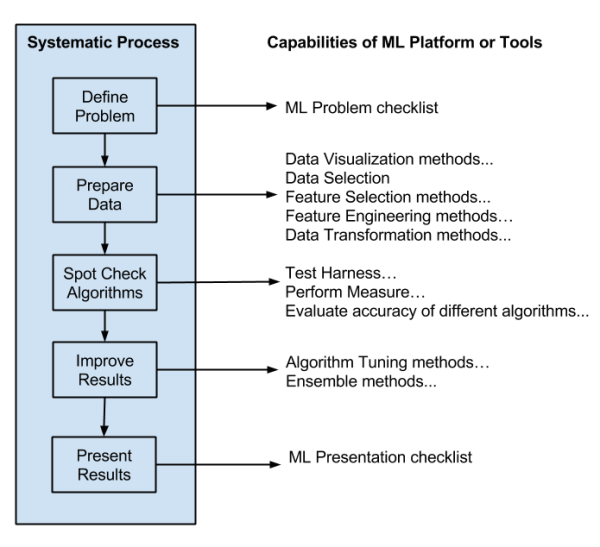 Systematic Process
Capabilities of ML Platform or Tools
Define
Problem
ML Problem checklist
Prepare
Data
Data Visualization methods...
Data Selection
Feature Selection methods...
Feature Engineering methods…
Data Transformation methods...
Spot Check
Algorithms
Test Harness…
Perform Measure…
Evaluate accuracy of different algorithms...
Improve
Results
Algorithm Tuning methods…
Ensemble methods...
Present
Results
ML Presentation checklist